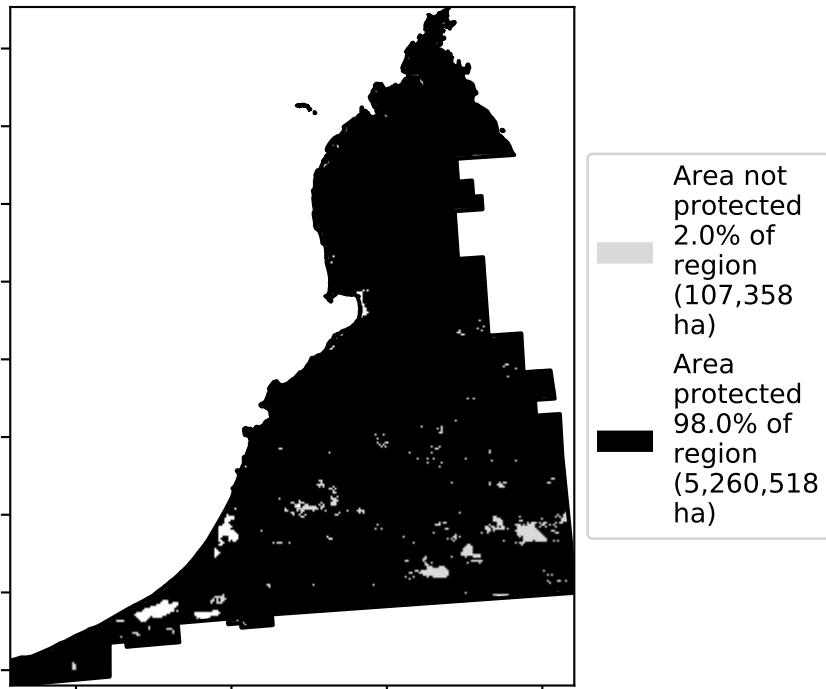 Area not
protected
2.0% of
region
(107,358
ha)
Area
protected
98.0% of
region
(5,260,518
ha)